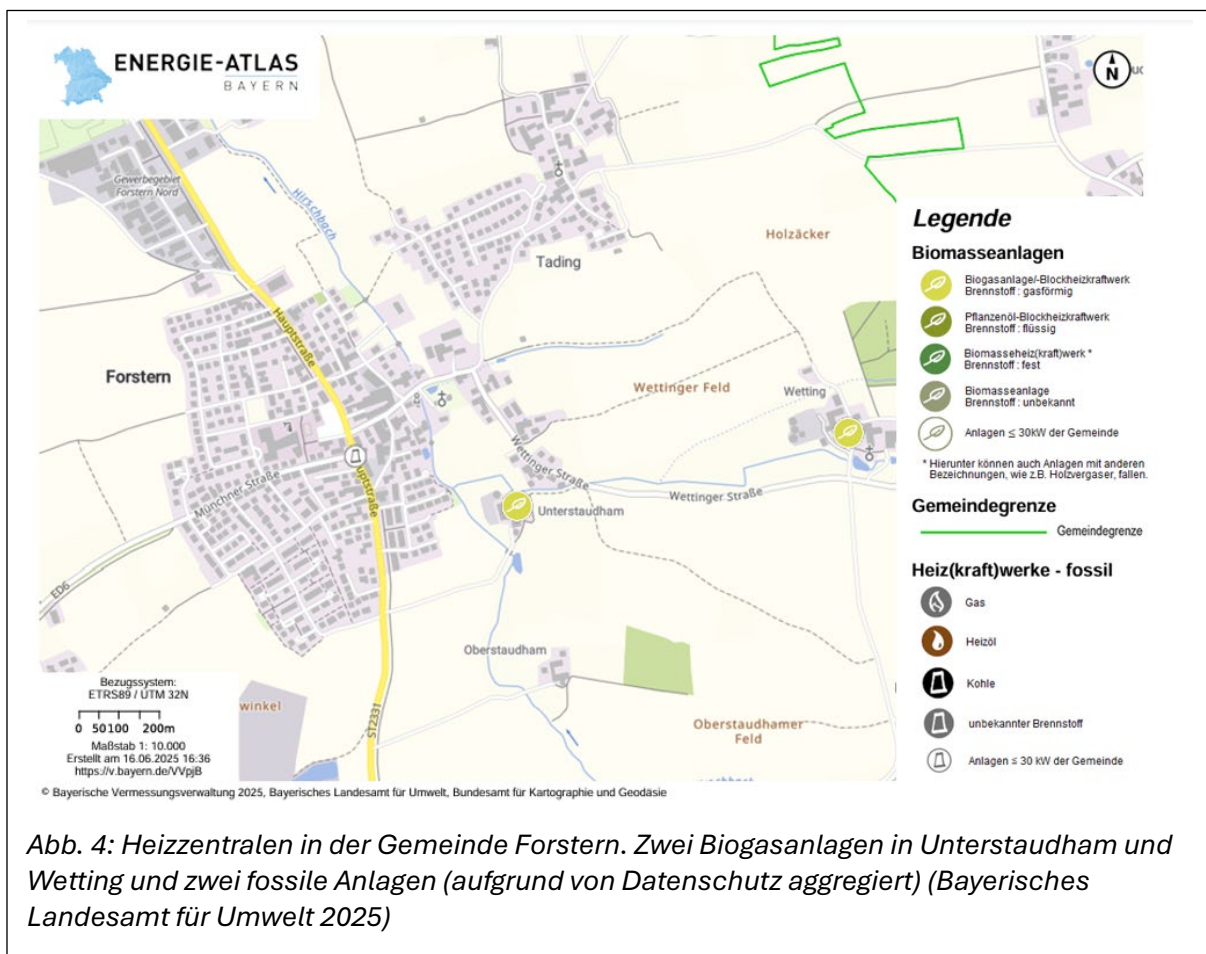 ENERGIE-ATLAS
BAYERN
N
Gewerbegebiet
Forstern Nord
Hirschbach
Holzäcker
Tading
Hauptstraße
Forstern
Wettinger Feld
Wetting
Wettinger Straße
Münchner Straße
Hauptstraße
Wettinger Straße
Unterstaudham
ED6
Oberstaudham
winkel
ST2331
Oberstaudhamer
Feld
Legende
Biomasseanlagen
Biogasanlage/-Blockheizkraftwerk
Brennstoff : gasförmig
Pflanzenöl-Blockheizkraftwerk
Brennstoff : flüssig
Biomasseheiz(kraft)werk *
Brennstoff : fest
Biomasseanlage
Brennstoff : unbekannt
Anlagen ≤ 30kW der Gemeinde
* Hierunter können auch Anlagen mit anderen
Bezeichnungen, wie z.B. Holzvergaser, fallen.
Gemeindegrenze
Gemeindegrenze
Heiz(kraft)werke - fossil
Gas
Heizöl
Kohle
unbekannter Brennstoff
Anlagen ≤ 30 kW der Gemeinde
Bezugssystem:
ETRS89 / UTM 32N
0 50 100 200m
Maßstab 1: 10.000
Erstellt am 16.06.2025 16:36
https://v.bayern.de/VVpjB
© Bayerische Vermessungsverwaltung 2025, Bayerisches Landesamt für Umwelt, Bundesamt für Kartographie und Geodäsie
Abb. 4: Heizzentralen in der Gemeinde Forstern. Zwei Biogasanlagen in Unterstaudham und
Wetting und zwei fossile Anlagen (aufgrund von Datenschutz aggregiert) (Bayerisches
Landesamt für Umwelt 2025)